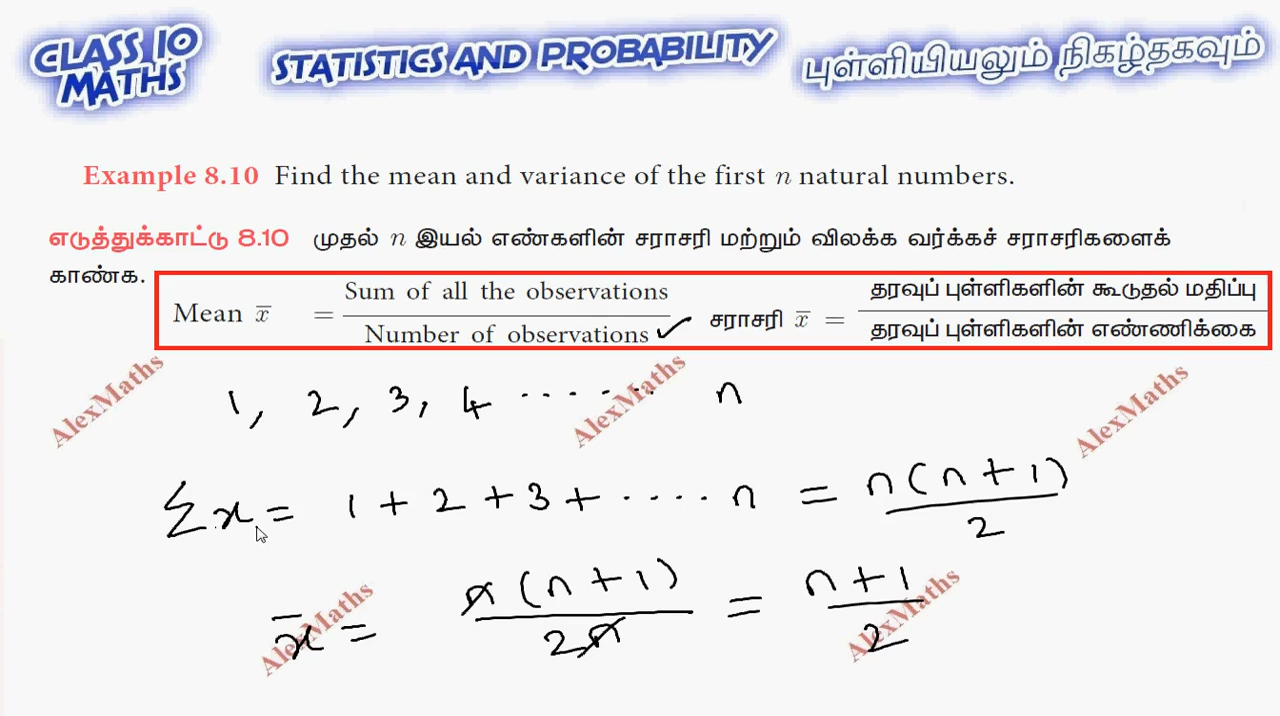 CLASS 10 MATHS
STATISTICS AND PROBABILITY
புள்ளியியலும் நிகழ்தகவும்
Example 8.10 Find the mean and variance of the first n natural numbers.
எடுத்துக்காட்டு 8.10 முதல் n இயல் எண்களின் சராசரி மற்றும் விலக்க வர்க்கச் சராசரிகளைக்
காண்க.
Mean x̄ = Sum of all the observations / Number of observations ✓
சராசரி x̄ = தரவுப் புள்ளிகளின் கூடுதல் மதிப்பு / தரவுப் புள்ளிகளின் எண்ணிக்கை
AlexMaths
AlexMaths
AlexMaths
1, 2, 3, 4 ...... n
Σx = 1 + 2 + 3 + ..... n = n(n+1) / 2
x̄ = n(n+1) / 2n = n+1 / 2
AlexMaths
AlexMaths